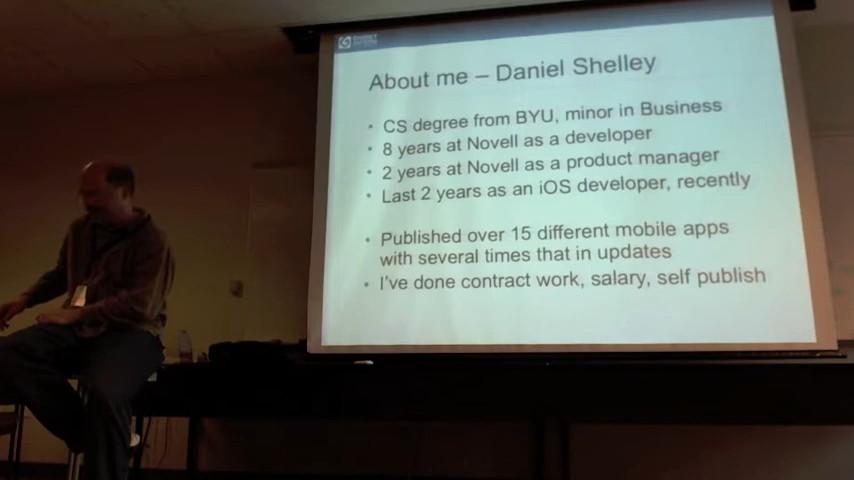 About me – Daniel Shelley
• CS degree from BYU, minor in Business
• 8 years at Novell as a developer
• 2 years at Novell as a product manager
• Last 2 years as an iOS developer, recently
• Published over 15 different mobile apps
with several times that in updates
• I've done contract work, salary, self publish